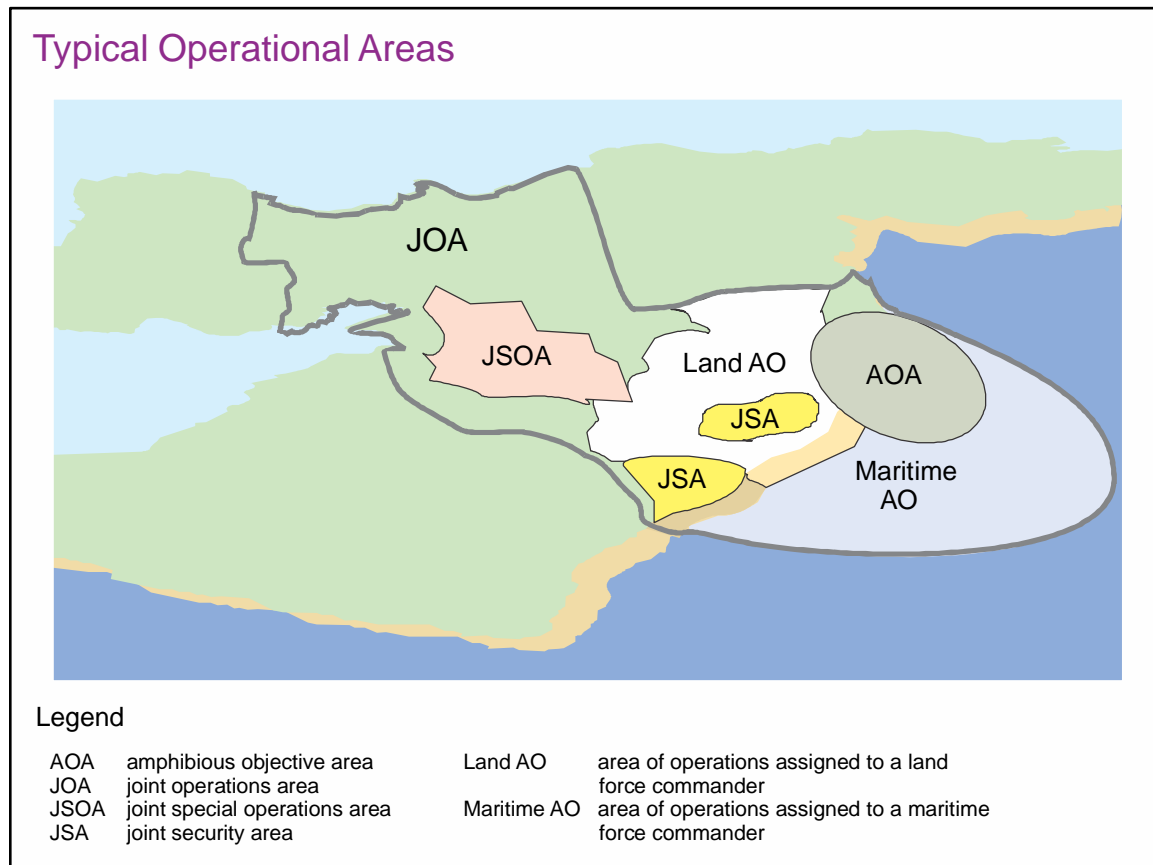 Typical Operational Areas
JOA
JSOA
Land AO
AOA
JSA
JSA
Maritime
AO
Legend
AOA amphibious objective area
JOA joint operations area
JSOA joint special operations area
JSA joint security area
Land AO area of operations assigned to a land
force commander
Maritime AO area of operations assigned to a maritime
force commander